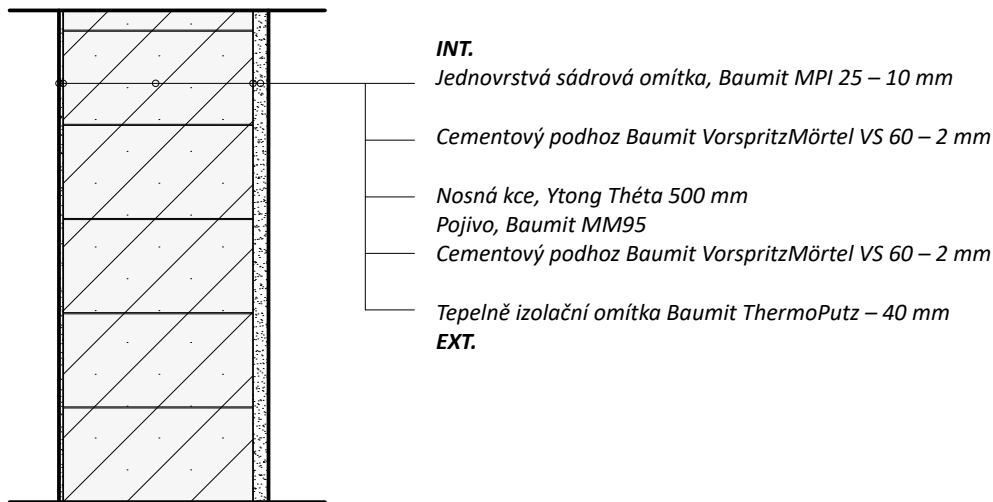 INT.
Jednovrstvá sádrová omítka, Baumit MPI 25 – 10 mm
Cementový podhoz Baumit VorspritzMörtel VS 60 – 2 mm
Nosná kce, Ytong Théta 500 mm
Pojivo, Baumit MM95
Cementový podhoz Baumit VorspritzMörtel VS 60 – 2 mm
Tepelně izolační omítka Baumit ThermoPutz – 40 mm
EXT.